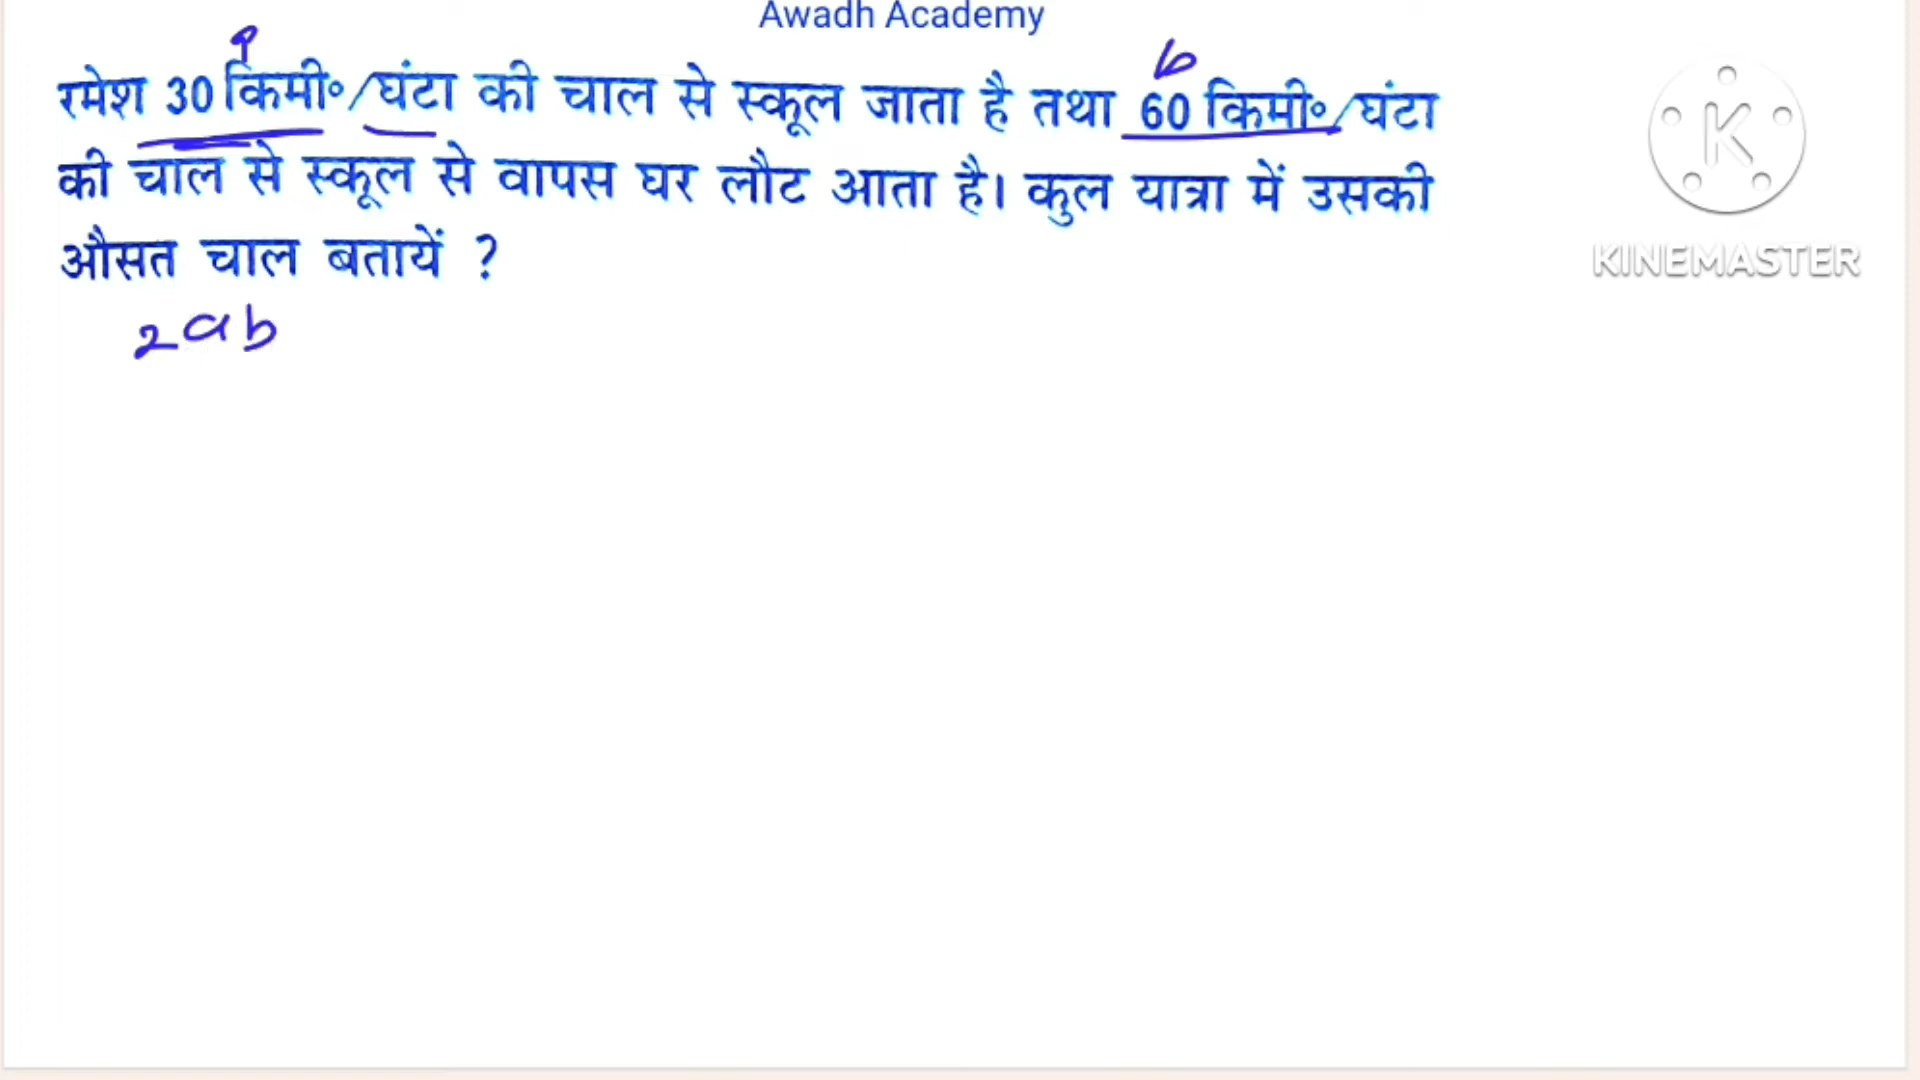 Awadh Academy
a b
रमेश 30 किमी०/घंटा की चाल से स्कूल जाता है तथा 60 किमी०/घंटा
की चाल से स्कूल से वापस घर लौट आता है। कुल यात्रा में उसकी
औसत चाल बतायें ?
2ab
K
KINEMASTER